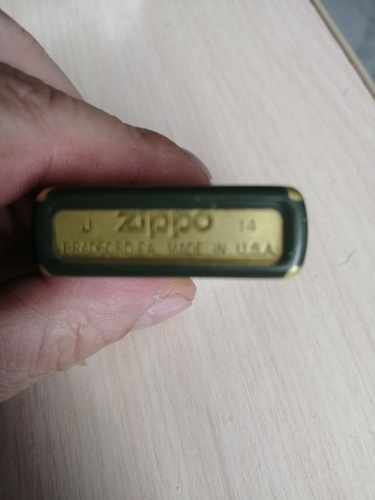 J zippo 14
BRADFORD.PA. MADE IN U.S.A